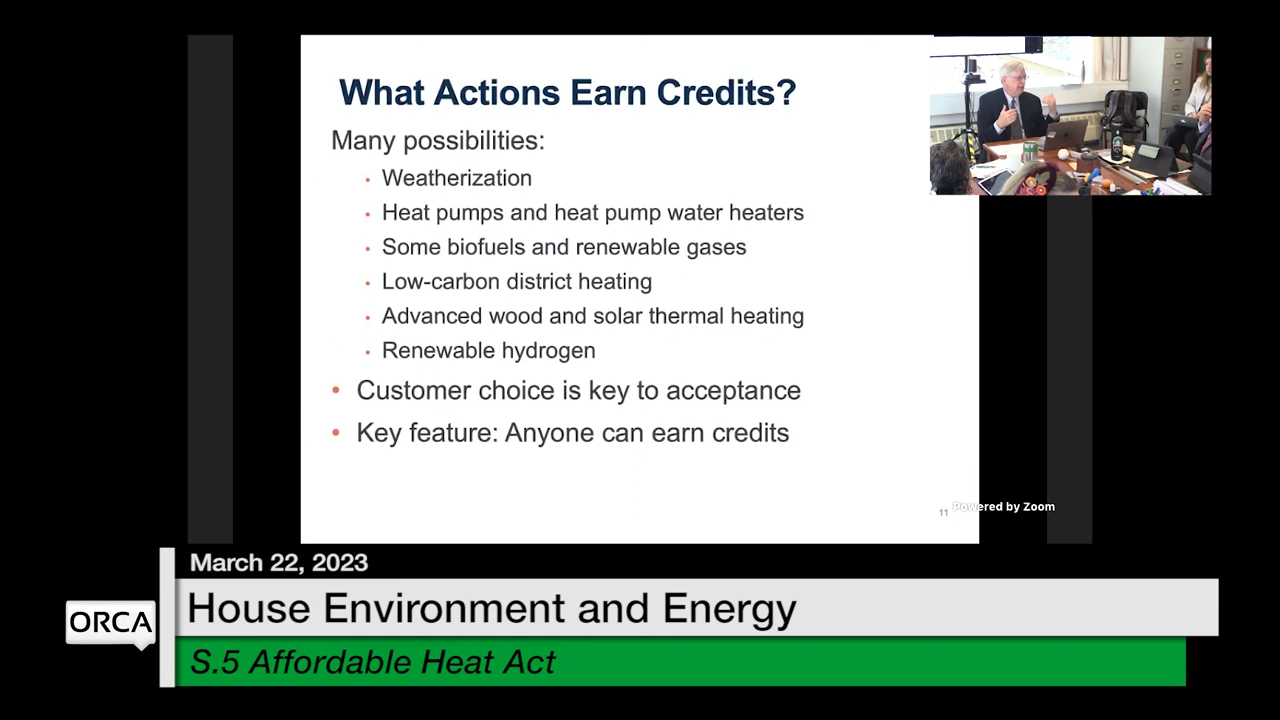 What Actions Earn Credits?
Many possibilities:
• Weatherization
• Heat pumps and heat pump water heaters
• Some biofuels and renewable gases
• Low-carbon district heating
• Advanced wood and solar thermal heating
• Renewable hydrogen
• Customer choice is key to acceptance
• Key feature: Anyone can earn credits
11
Powered by Zoom
March 22, 2023
ORCA
House Environment and Energy
S.5 Affordable Heat Act